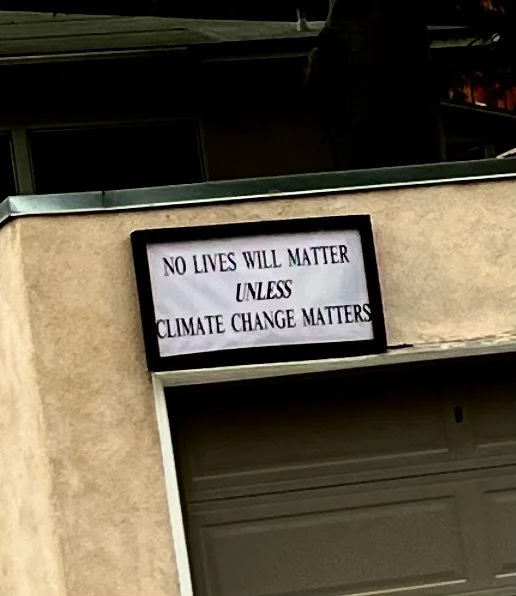 NO LIVES WILL MATTER
UNLESS
CLIMATE CHANGE MATTERS